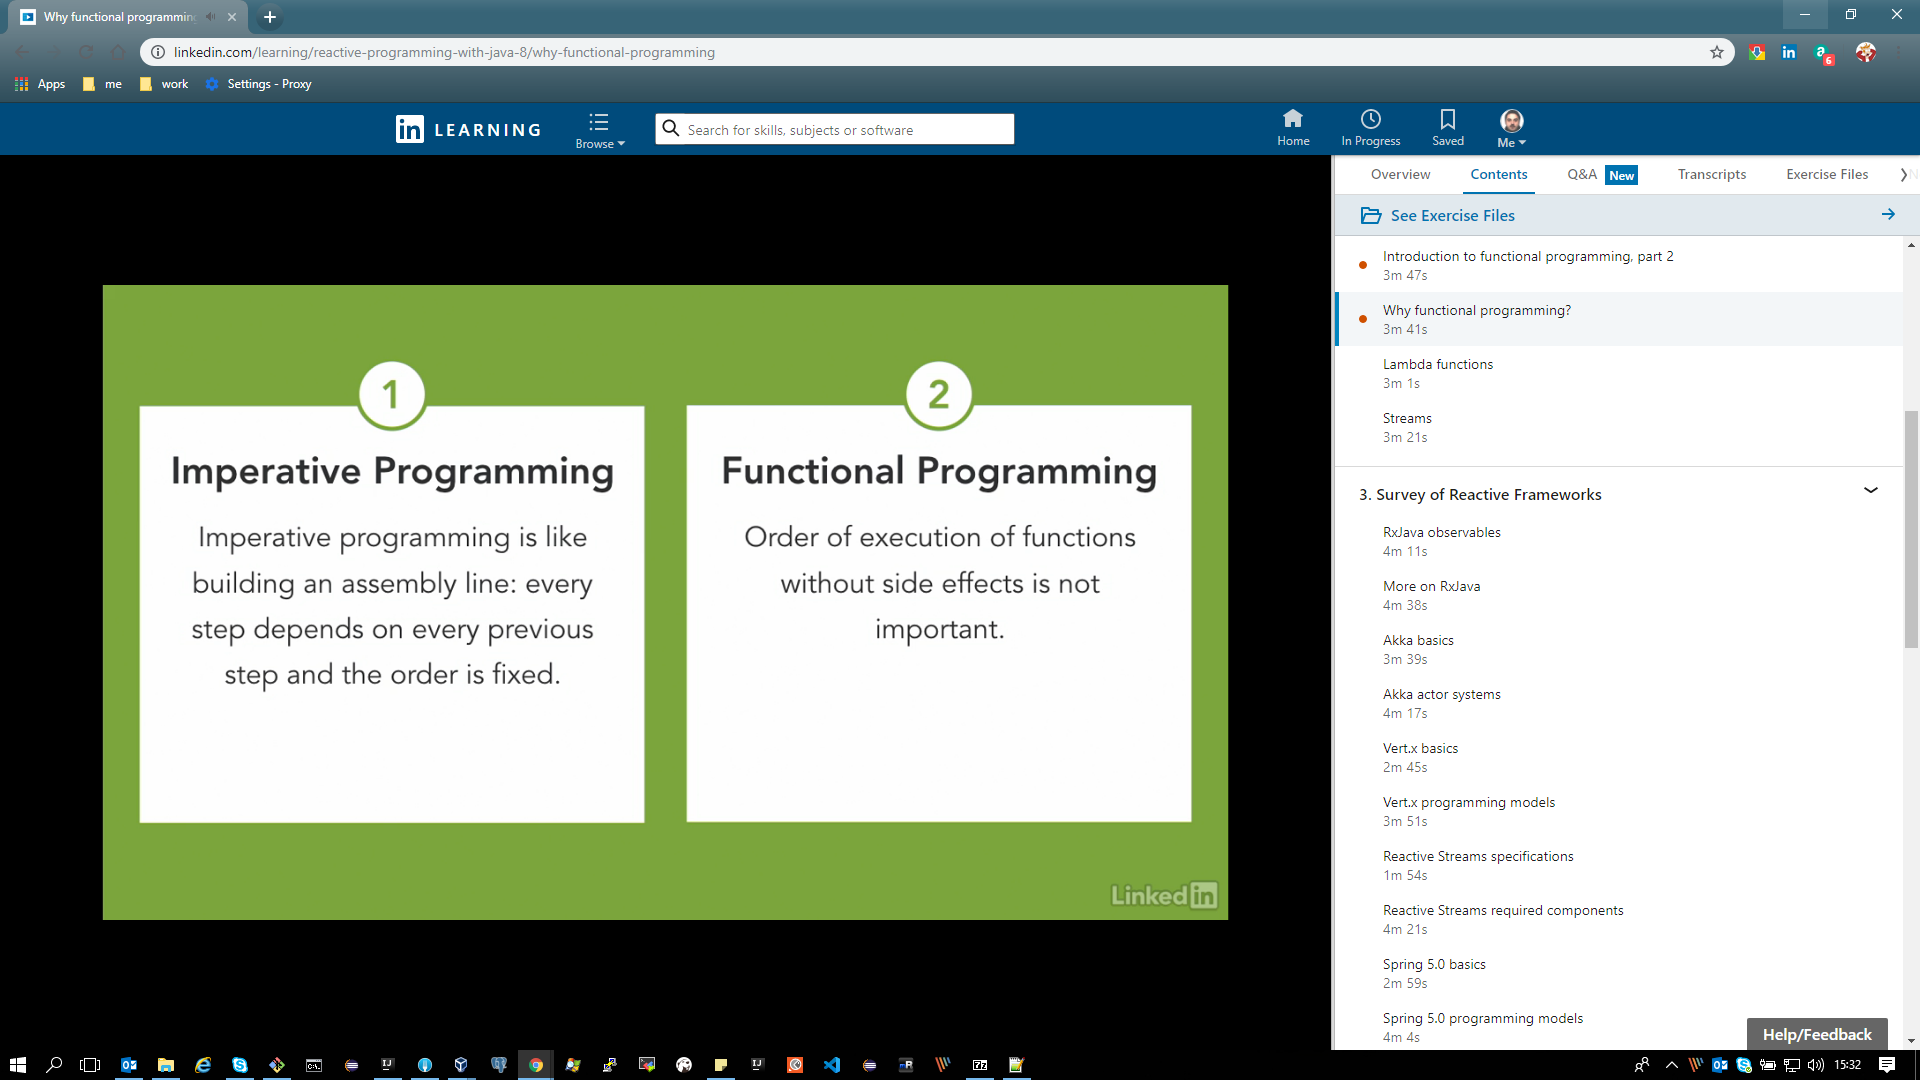 Why functional programming
linkedin.com/learning/reactive-programming-with-java-8/why-functional-programming
6
Apps
me
work
Settings - Proxy
in LEARNING
Browse
Search for skills, subjects or software
Home
In Progress
Saved
Me
Overview
Contents
Q&A New
Transcripts
Exercise Files
See Exercise Files
1
Imperative Programming
Imperative programming is like
building an assembly line: every
step depends on every previous
step and the order is fixed.
2
Functional Programming
Order of execution of functions
without side effects is not
important.
Linked in
Introduction to functional programming, part 2
3m 47s
Why functional programming?
3m 41s
Lambda functions
3m 1s
Streams
3m 21s
3. Survey of Reactive Frameworks
RxJava observables
4m 11s
More on RxJava
4m 38s
Akka basics
3m 39s
Akka actor systems
4m 17s
Vert.x basics
2m 45s
Vert.x programming models
3m 51s
Reactive Streams specifications
1m 54s
Reactive Streams required components
4m 21s
Spring 5.0 basics
2m 59s
Spring 5.0 programming models
4m 4s
Help/Feedback
15:32